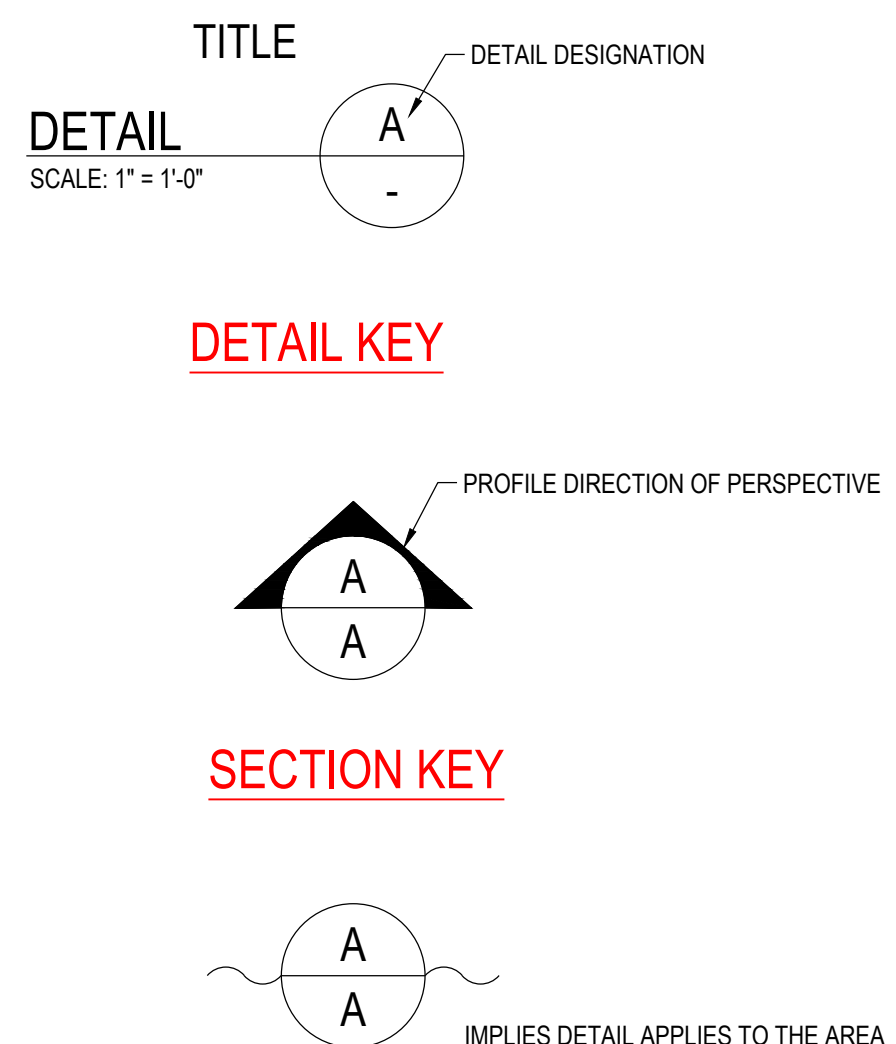 TITLE
DETAIL DESIGNATION
A
DETAIL
SCALE: 1" = 1'-0"
-
DETAIL KEY
PROFILE DIRECTION OF PERSPECTIVE
A
A
SECTION KEY
A
A
IMPLIES DETAIL APPLIES TO THE AREA